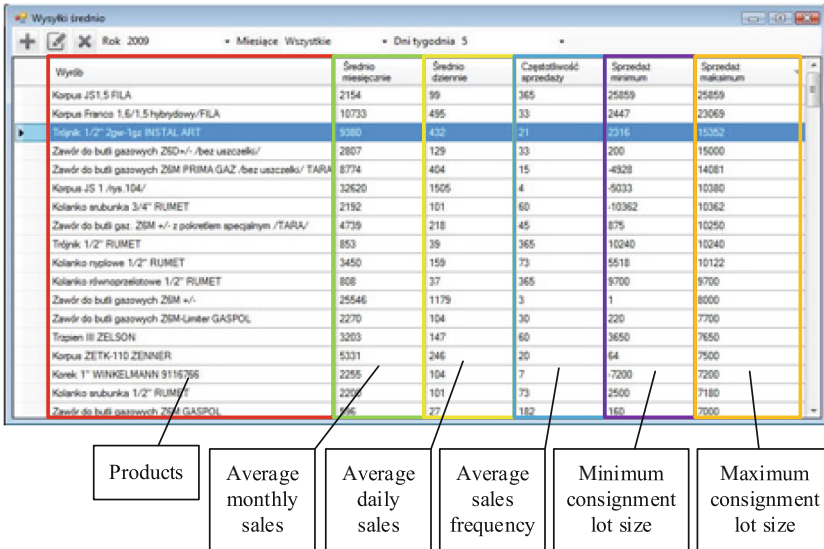 Wysyłki średnio
Rok 2009 Miesiące Wszystkie Dni tygodnia 5
Wyrób Średnio miesięcznie Średnio dziennie Częstotliwość sprzedaży Sprzedaż minimum Sprzedaż maksimum
Korpus JS1,5 FILA 2154 99 365 25859 25859
Korpus Franco 1.6/1.5 hybrydowy/FILA 10733 495 33 2447 23069
Trójnik 1/2" 2gw-1gz INSTAL ART 9380 432 21 2316 15352
Zawór do butli gazowych Z6D+/- /bez uszczelki/ 2807 129 33 200 15000
Zawór do butli gazowych Z6M PRIMA GAZ /bez uszczelki/ TARA 8774 404 15 -4928 14081
Korpus JS 1 /rys.104/ 32620 1505 4 -5033 10380
Kolanko śrubunka 3/4" RUMET 2192 101 60 -10362 10362
Zawór do butli gaz. Z6M +/- z pokretłem specjalnym /TARA/ 4739 218 45 875 10250
Trójnik 1/2" RUMET 853 39 365 10240 10240
Kolanko nyplowe 1/2" RUMET 3450 159 73 5518 10122
Kolanko równoprzelotowe 1/2" RUMET 808 37 365 9700 9700
Zawór do butli gazowych Z6M +/- 25546 1179 3 1 8000
Zawór do butli gazowych Z6M-Limiter GASPOL 2270 104 30 220 7700
Trzpien III ZELSON 3203 147 60 3650 7650
Korpus ZETK-110 ZENNER 5331 246 20 64 7500
Korek 1" WINKELMANN 9116766 2255 104 7 -7200 7200
Kolanko śrubunka 1/2" RUMET 101 73 2500 7180
Zawór do butli gazowych Z6M GASPOL 27 182 160 7000
Products
Average monthly sales
Average daily sales
Average sales frequency
Minimum consignment lot size
Maximum consignment lot size